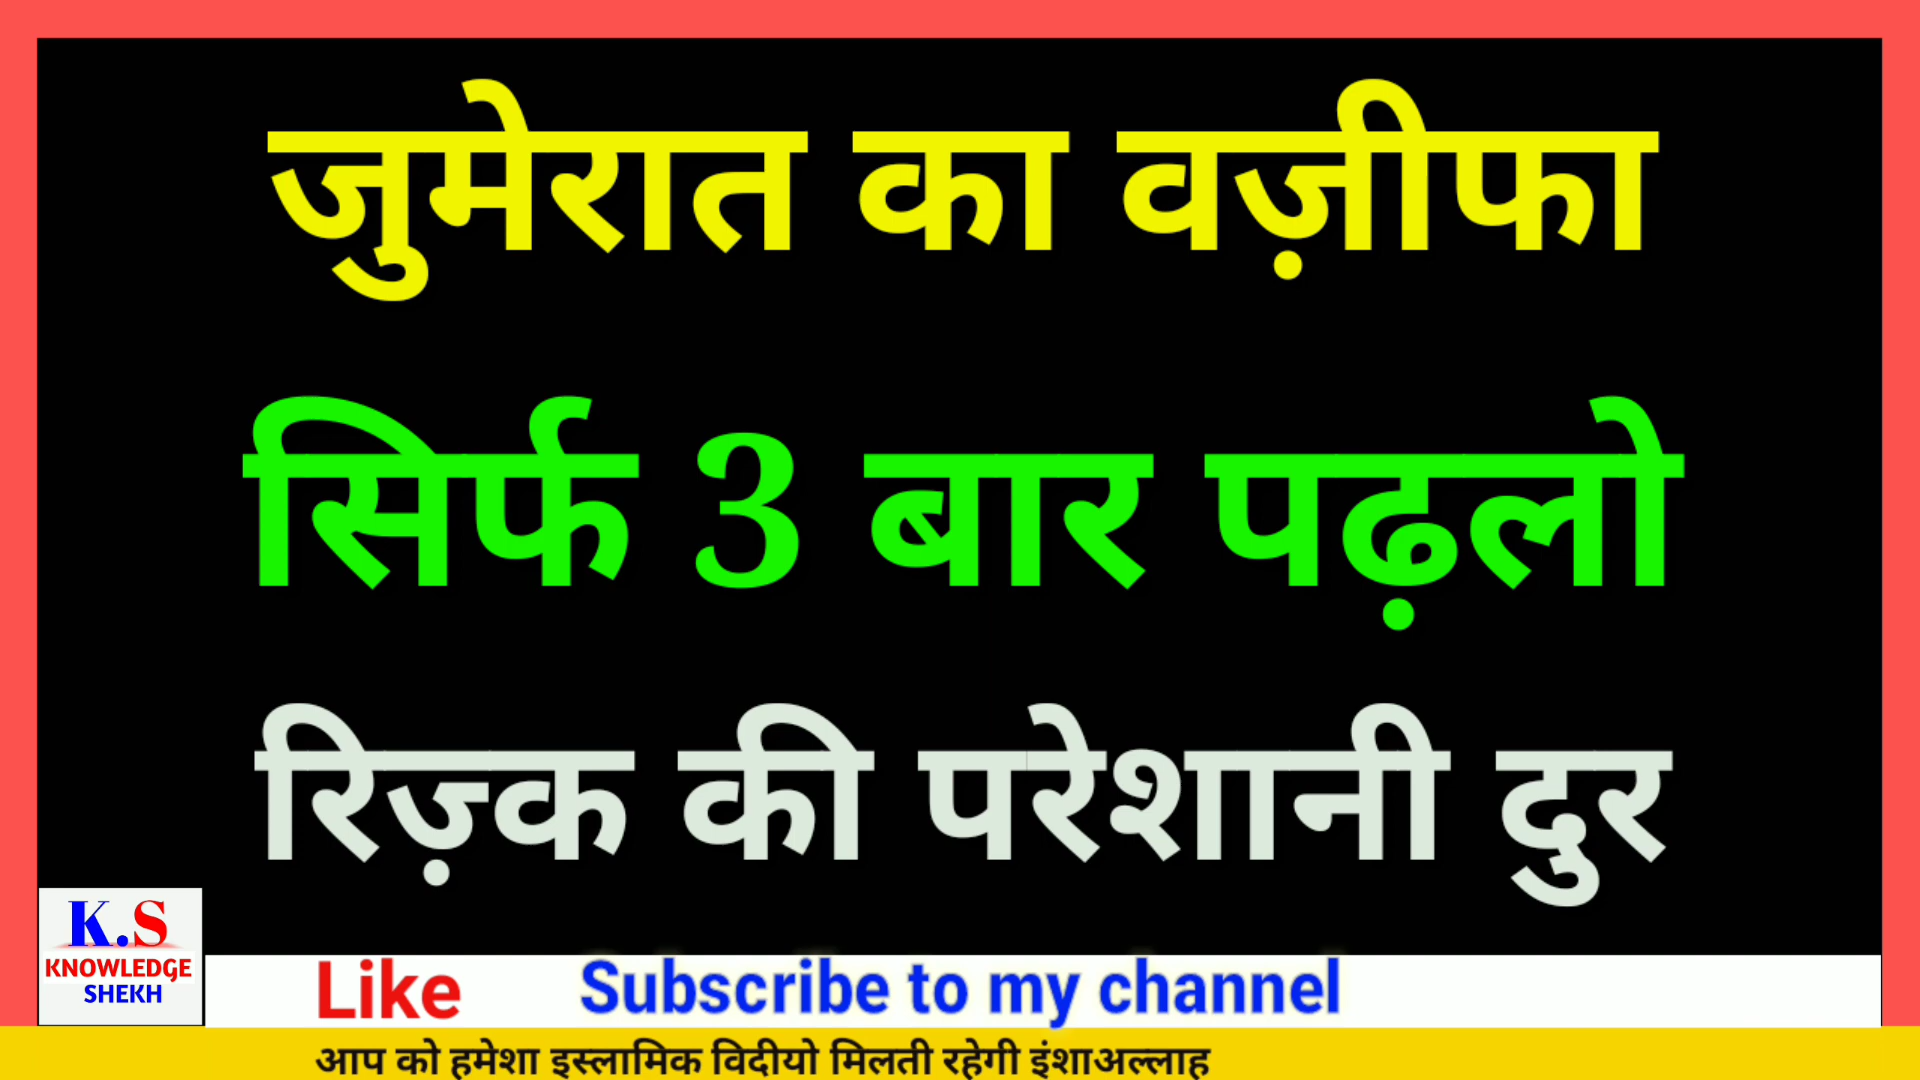 जुमेरात का वज़ीफा
सिर्फ 3 बार पढ़लो
रिज़्क की परेशानी दुर
K.S
KNOWLEDGE
SHEKH
Like Subscribe to my channel
आप को हमेशा इस्लामिक विदीयो मिलती रहेगी इंशाअल्लाह